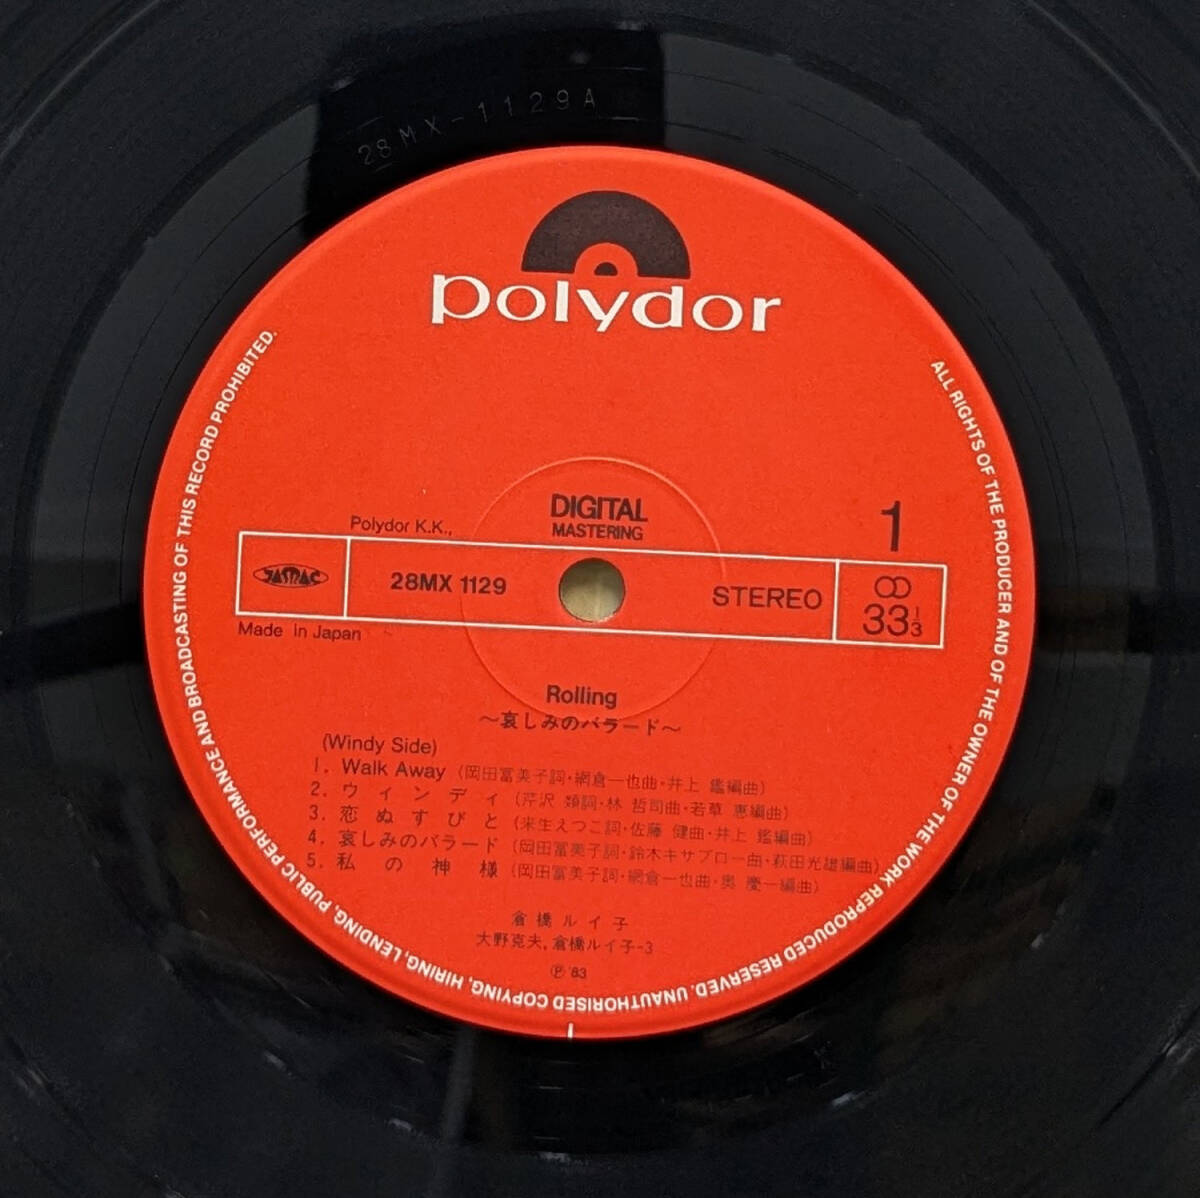 28MX-1129A
polydor
DIGITAL
MASTERING
1
Polydor K.K.,
JASRAC
28MX 1129
STEREO
33 1/3
Made in Japan
Rolling
～哀しみのバラード～
(Windy Side)
1. Walk Away (岡田冨美子詞・網倉一也曲・井上 鑑編曲)
2. ウィンディ (芹沢 類詞・林 哲司曲・若草 恵編曲)
3. 恋ぬすびと (来生えつこ詞・佐藤 健曲・井上 鑑編曲)
4. 哀しみのバラード (岡田冨美子詞・鈴木キサブロー曲・萩田光雄編曲)
5. 私の神様 (岡田冨美子詞・網倉一也曲・奥 慶一編曲)
倉橋ルイ子
大野克夫, 倉橋ルイ子-3
Ⓟ '83
ALL RIGHTS OF THE PRODUCER AND OF THE OWNER OF THE WORK REPRODUCED RESERVED. UNAUTHORISED COPYING, HIRING, LENDING, PUBLIC PERFORMANCE AND BROADCASTING OF THIS RECORD PROHIBITED.